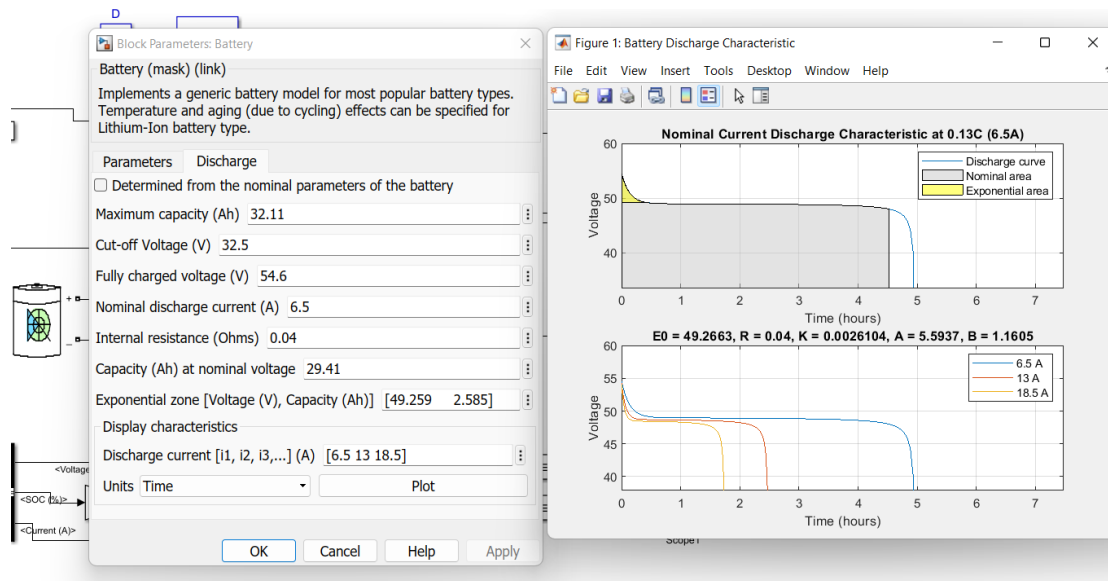 D
Block Parameters: Battery
Battery (mask) (link)
Implements a generic battery model for most popular battery types.
Temperature and aging (due to cycling) effects can be specified for
Lithium-Ion battery type.
Parameters Discharge
Determined from the nominal parameters of the battery
Maximum capacity (Ah) 32.11
Cut-off Voltage (V) 32.5
Fully charged voltage (V) 54.6
Nominal discharge current (A) 6.5
Internal resistance (Ohms) 0.04
Capacity (Ah) at nominal voltage 29.41
Exponential zone [Voltage (V), Capacity (Ah)] [49.259 2.585]
Display characteristics
Discharge current [i1, i2, i3,...] (A) [6.5 13 18.5]
Units Time Plot
OK Cancel Help Apply
+
_
<Voltage
<SOC (%)>
<Current (A)>
Figure 1: Battery Discharge Characteristic
File Edit View Insert Tools Desktop Window Help
Nominal Current Discharge Characteristic at 0.13C (6.5A)
60
50
40
Voltage
Discharge curve
Nominal area
Exponential area
0 1 2 3 4 5 6 7
Time (hours)
E0 = 49.2663, R = 0.04, K = 0.0026104, A = 5.5937, B = 1.1605
60
55
50
45
40
Voltage
6.5 A
13 A
18.5 A
0 1 2 3 4 5 6 7
Time (hours)
Scope1